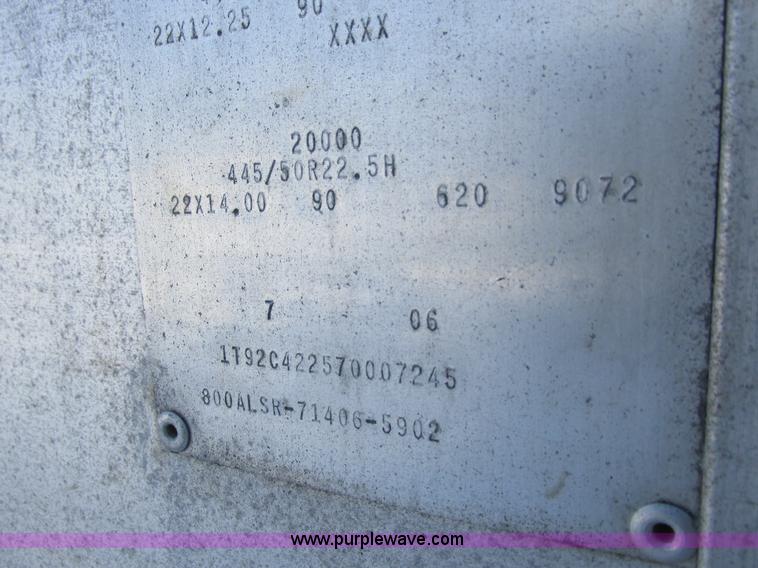 22X12.25 90
XXXX
20000
445/50R22.5H
22X14.00 90 620 9072
7 06
1T92C422570007245
800ALSR-71406-5902
www.purplewave.com